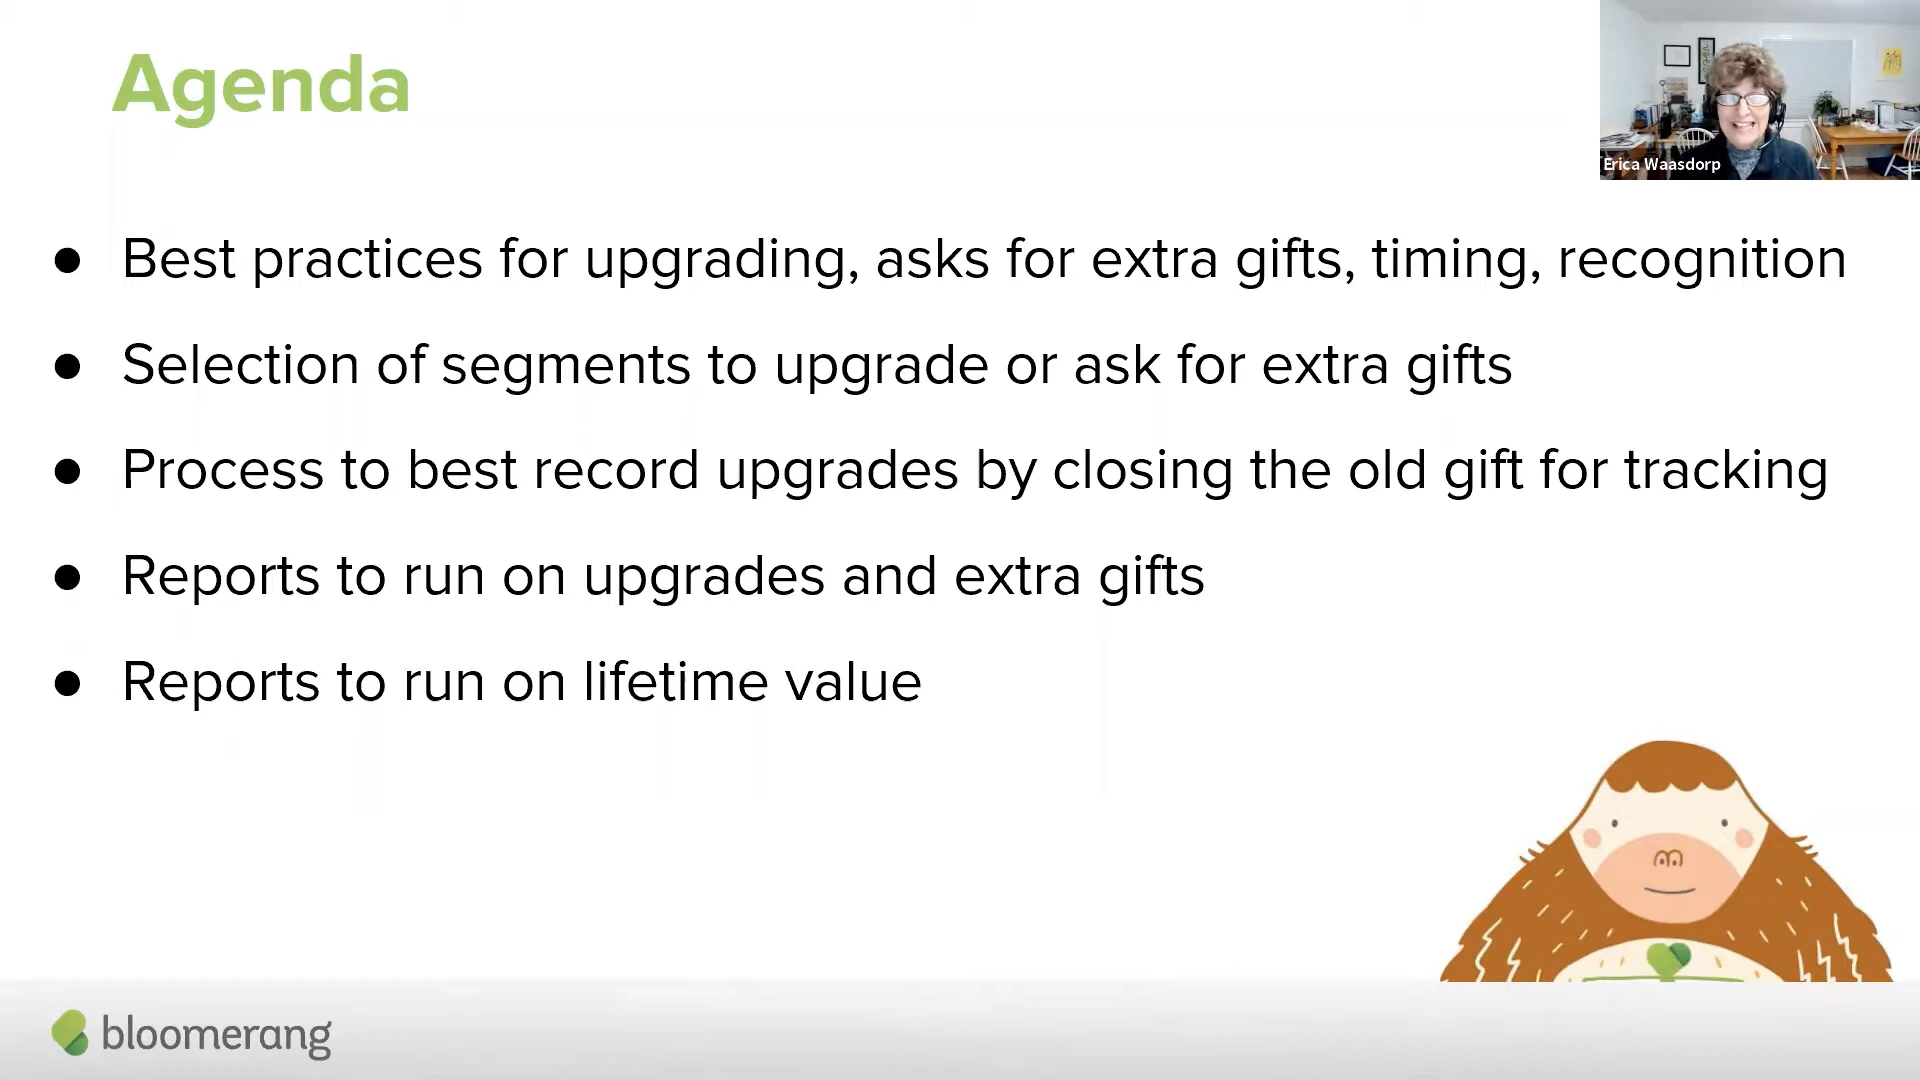 Agenda
Erica Waasdorp
● Best practices for upgrading, asks for extra gifts, timing, recognition
● Selection of segments to upgrade or ask for extra gifts
● Process to best record upgrades by closing the old gift for tracking
● Reports to run on upgrades and extra gifts
● Reports to run on lifetime value
bloomerang